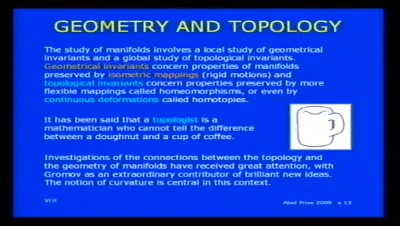 GEOMETRY AND TOPOLOGY
The study of manifolds involves a local study of geometrical
invariants and a global study of topological invariants.
Geometrical invariants concern properties of manifolds
preserved by isometric mappings (rigid motions) and
topological invariants concern properties preserved by more
flexible mappings called homeomorphisms, or even by
continuous deformations called homotopies.
It has been said that a topologist is a
mathematician who cannot tell the difference
between a doughnut and a cup of coffee.
Investigations of the connections between the topology and
the geometry of manifolds have received great attention, with
Gromov as an extraordinary contributor of brilliant new ideas.
The notion of curvature is central in this context.
VLH
Abel Prize 2009 s 13